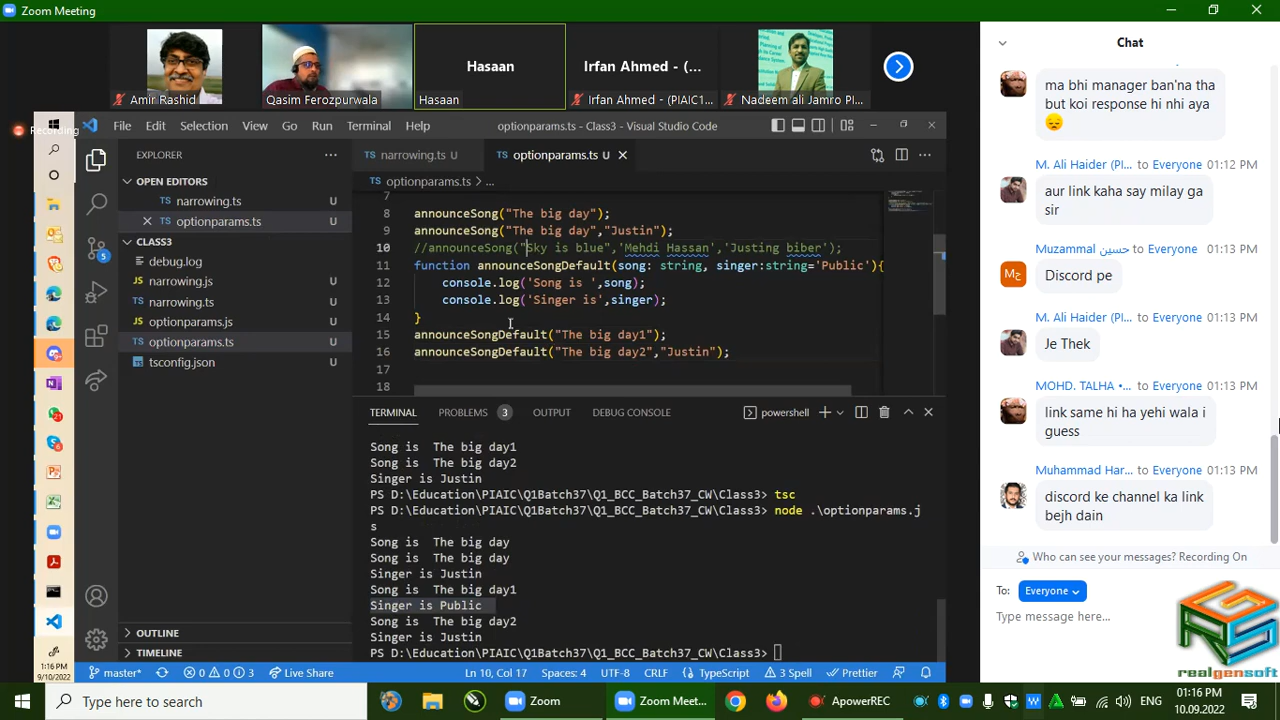 Zoom Meeting
Amir Rashid
Qasim Ferozpurwala
Hasaan
Hasaan
Irfan Ahmed - (...
Irfan Ahmed - (PIAIC1...
Nadeem ali Jamro PI...
Recording
File Edit Selection View Go Run Terminal Help
optionparams.ts - Class3 - Visual Studio Code
EXPLORER
OPEN EDITORS
narrowing.ts U
optionparams.ts U
CLASS3
debug.log U
narrowing.js U
narrowing.ts U
optionparams.js U
optionparams.ts U
tsconfig.json U
OUTLINE
TIMELINE
5
narrowing.ts U
optionparams.ts U
optionparams.ts > ...
7
8 announceSong("The big day");
9 announceSong("The big day","Justin");
10 //announceSong("Sky is blue",'Mehdi Hassan','Justing biber');
11 function announceSongDefault(song: string, singer:string='Public'){
12 console.log('Song is ',song);
13 console.log('Singer is',singer);
14 }
15 announceSongDefault("The big day1");
16 announceSongDefault("The big day2","Justin");
17
18
TERMINAL PROBLEMS 3 OUTPUT DEBUG CONSOLE
powershell
Song is  The big day1
Song is  The big day2
Singer is Justin
PS D:\Education\PIAIC\Q1Batch37\Q1_BCC_Batch37_CW\Class3> tsc
PS D:\Education\PIAIC\Q1Batch37\Q1_BCC_Batch37_CW\Class3> node .\optionparams.j
s
Song is  The big day
Song is  The big day
Singer is Justin
Song is  The big day1
Singer is Public
Song is  The big day2
Singer is Justin
PS D:\Education\PIAIC\Q1Batch37\Q1_BCC_Batch37_CW\Class3>
master* 0 0 3 Live Share
Ln 10, Col 17 Spaces: 4 UTF-8 CRLF TypeScript 3 Spell Prettier
1:16 PM
9/10/2022
Chat
ma bhi manager ban'na tha
but koi response hi nhi aya
M. Ali Haider (PI... to Everyone 01:12 PM
aur link kaha say milay ga
sir
Muzammal حسين to Everyone 01:13 PM
Discord pe
M. Ali Haider (PI... to Everyone 01:13 PM
Je Thek
MOHD. TALHA •... to Everyone 01:13 PM
link same hi ha yehi wala i
guess
Muhammad Har... to Everyone 01:13 PM
discord ke channel ka link
bejh dain
Who can see your messages? Recording On
To: Everyone
Type message here...
realgensoft
Type here to search
Zoom
Zoom Meet...
ApowerREC
ENG
01:16 PM
10.09.2022